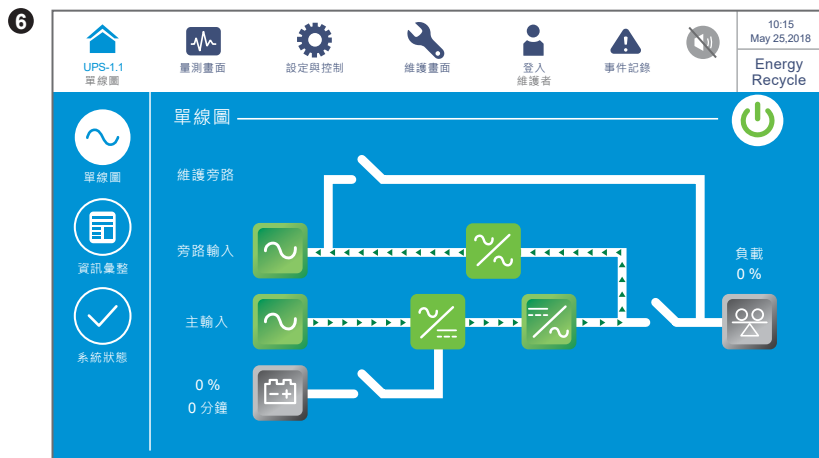 6
UPS-1.1
單線圖
量測畫面
設定與控制
維護畫面
登入
維護者
事件記錄
10:15
May 25,2018
Energy
Recycle
單線圖
資訊彙整
系統狀態
單線圖
維護旁路
旁路輸入
主輸入
0 %
0 分鐘
負載
0 %